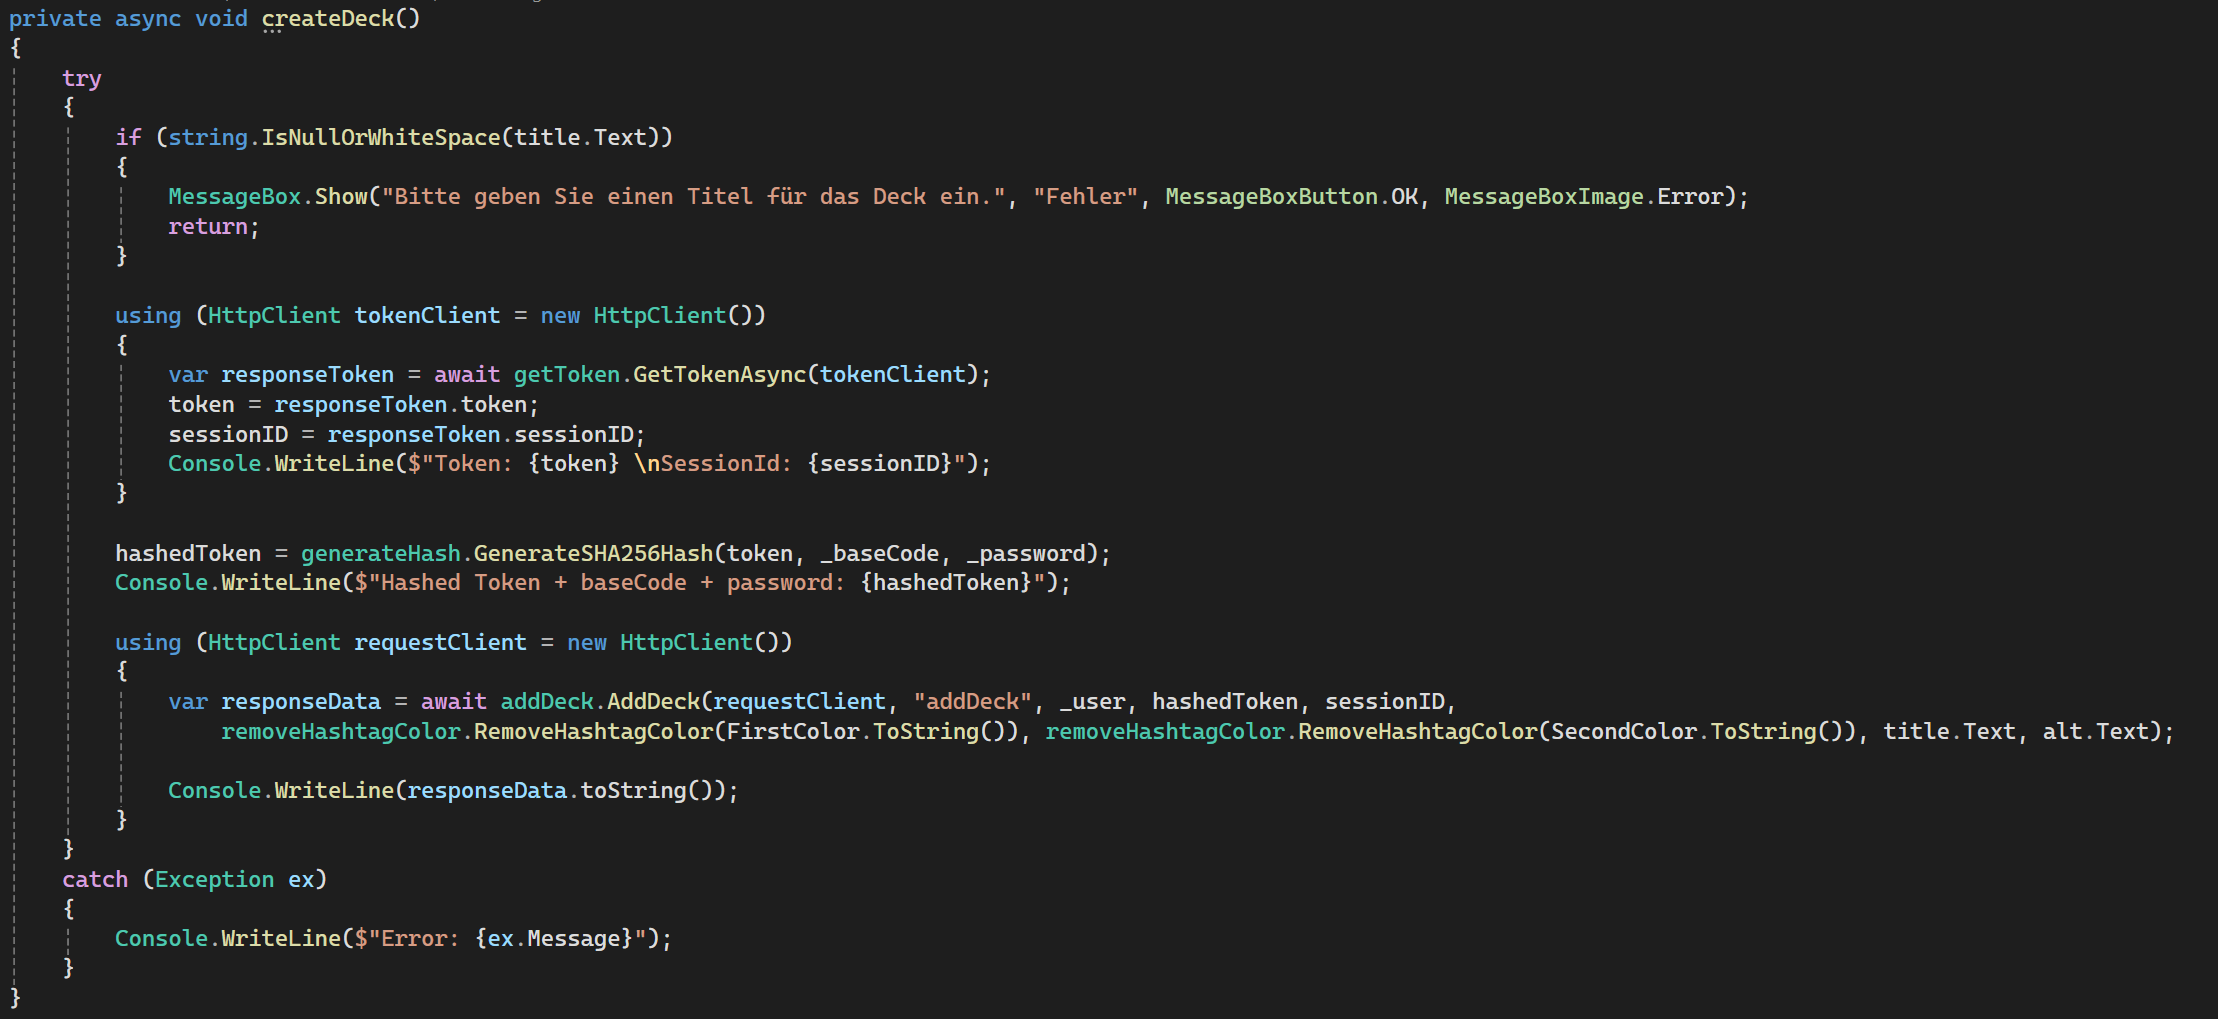 private async void createDeck()
{
    try
    {
        if (string.IsNullOrWhiteSpace(title.Text))
        {
            MessageBox.Show("Bitte geben Sie einen Titel für das Deck ein.", "Fehler", MessageBoxButton.OK, MessageBoxImage.Error);
            return;
        }

        using (HttpClient tokenClient = new HttpClient())
        {
            var responseToken = await getToken.GetTokenAsync(tokenClient);
            token = responseToken.token;
            sessionID = responseToken.sessionID;
            Console.WriteLine($"Token: {token} \nSessionId: {sessionID}");
        }

        hashedToken = generateHash.GenerateSHA256Hash(token, _baseCode, _password);
        Console.WriteLine($"Hashed Token + baseCode + password: {hashedToken}");

        using (HttpClient requestClient = new HttpClient())
        {
            var responseData = await addDeck.AddDeck(requestClient, "addDeck", _user, hashedToken, sessionID,
                removeHashtagColor.RemoveHashtagColor(FirstColor.ToString()), removeHashtagColor.RemoveHashtagColor(SecondColor.ToString()), title.Text, alt.Text);

            Console.WriteLine(responseData.toString());
        }
    }
    catch (Exception ex)
    {
        Console.WriteLine($"Error: {ex.Message}");
    }
}